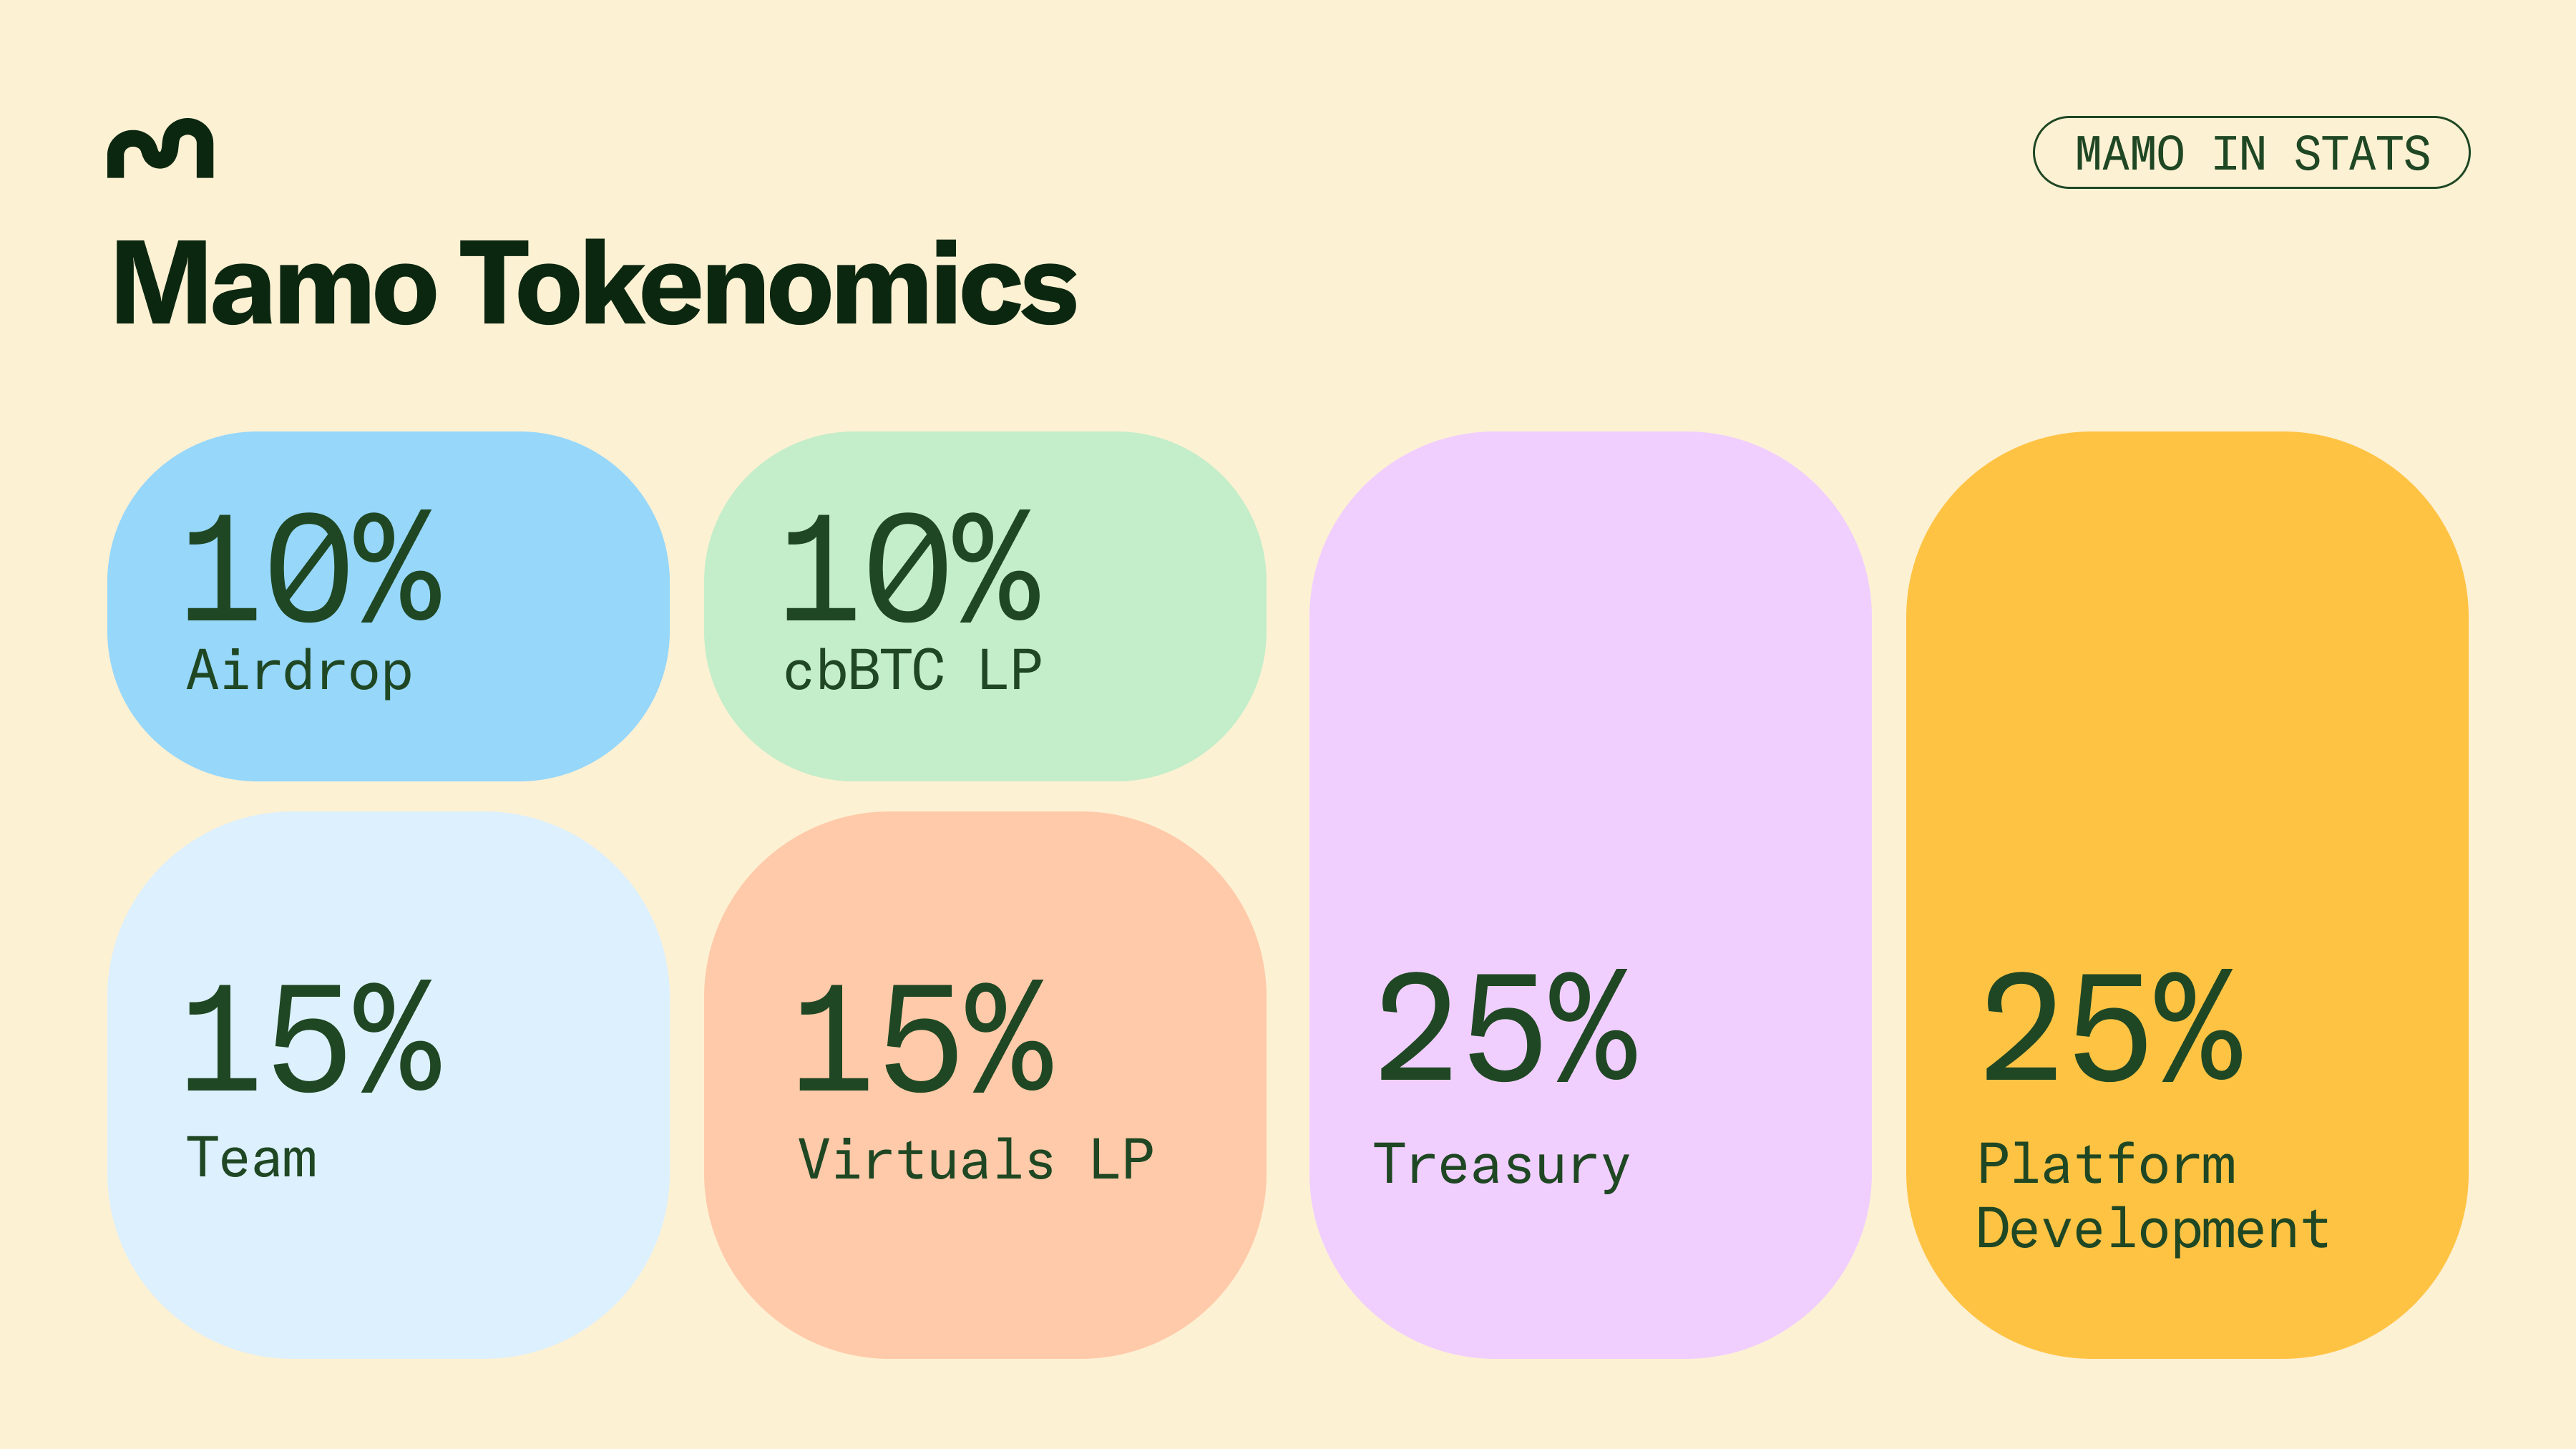 MAMO IN STATS
Mamo Tokenomics
10%
Airdrop
10%
cbBTC LP
15%
Team
15%
Virtuals LP
25%
Treasury
25%
Platform
Development